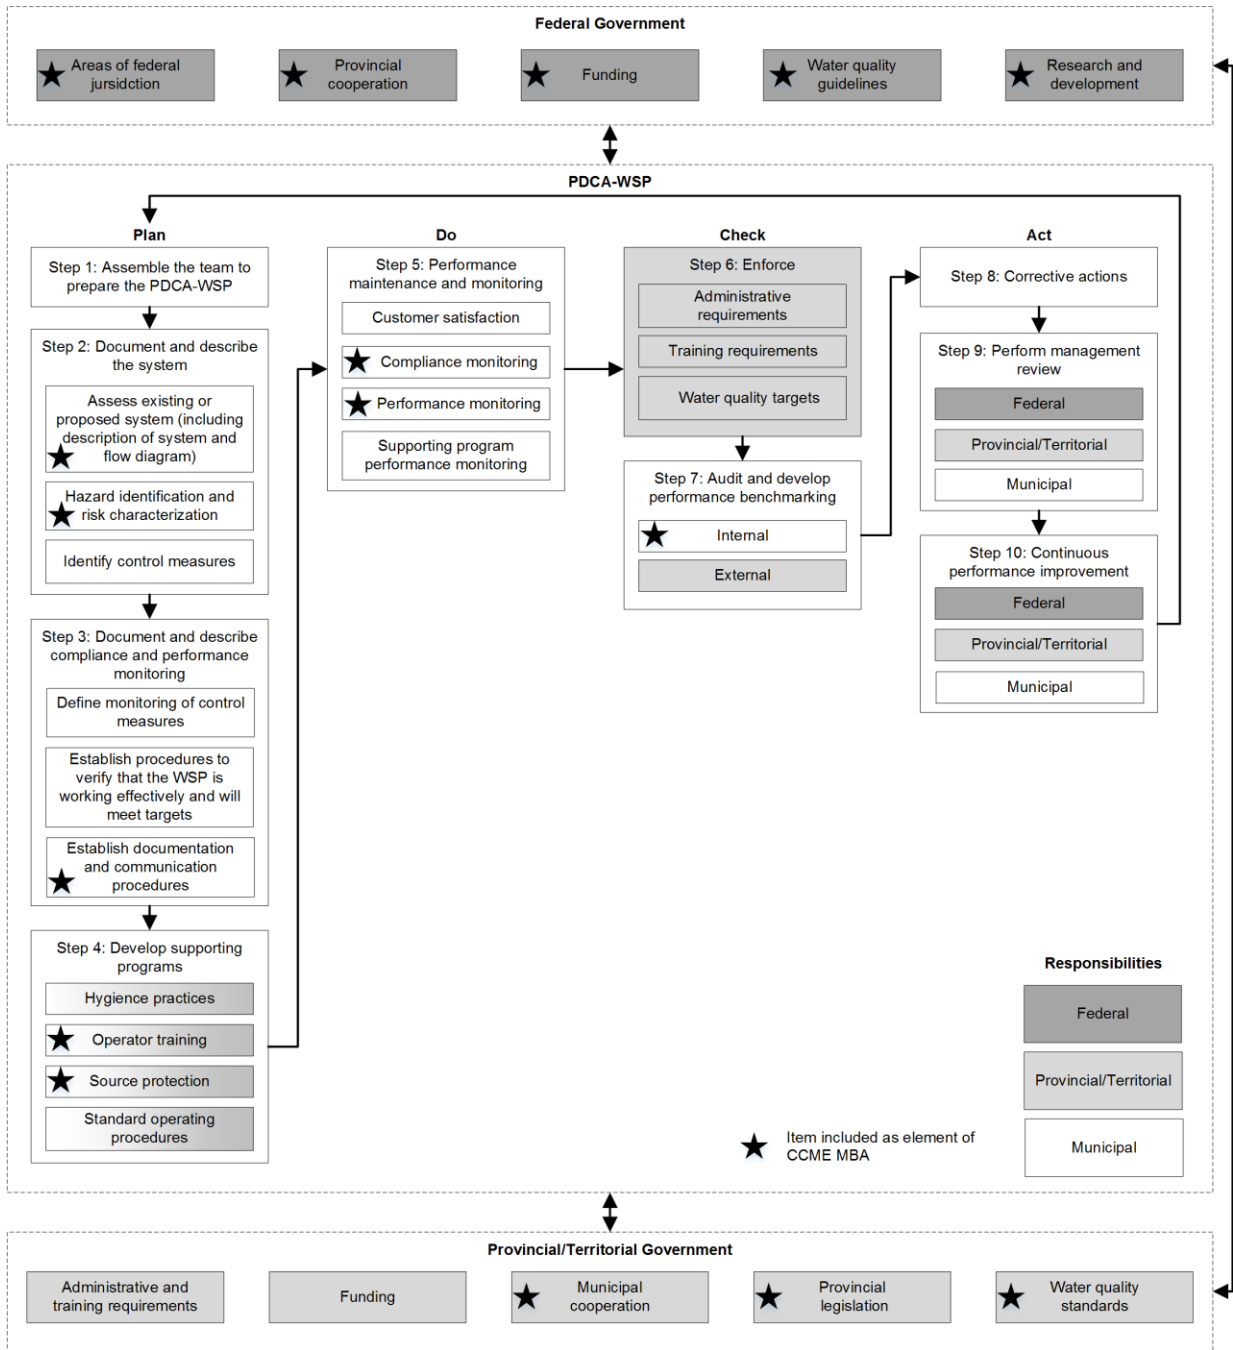 Federal Government
Areas of federal
jursidction
Provincial
cooperation
Funding
Water quality
guidelines
Research and
development
PDCA-WSP
Plan
Step 1: Assemble the team to
prepare the PDCA-WSP
Step 2: Document and describe
the system
Assess existing or
proposed system (including
description of system and
flow diagram)
Hazard identification and
risk characterization
Identify control measures
Step 3: Document and describe
compliance and performance
monitoring
Define monitoring of control
measures
Establish procedures to
verify that the WSP is
working effectively and will
meet targets
Establish documentation
and communication
procedures
Step 4: Develop supporting
programs
Hygience practices
Operator training
Source protection
Standard operating
procedures
Do
Step 5: Performance
maintenance and monitoring
Customer satisfaction
Compliance monitoring
Performance monitoring
Supporting program
performance monitoring
Check
Step 6: Enforce
Administrative
requirements
Training requirements
Water quality targets
Step 7: Audit and develop
performance benchmarking
Internal
External
Act
Step 8: Corrective actions
Step 9: Perform management
review
Federal
Provincial/Territorial
Municipal
Step 10: Continuous
performance improvement
Federal
Provincial/Territorial
Municipal
Responsibilities
Federal
Provincial/Territorial
Municipal
Item included as element of
CCME MBA
Provincial/Territorial Government
Administrative and
training requirements
Funding
Municipal
cooperation
Provincial
legislation
Water quality
standards